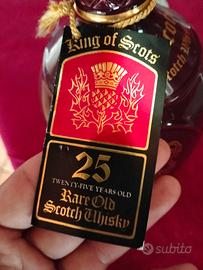 King of Scots
25
TWENTY-FIVE YEARS OLD
Rare Old
Scotch Whisky
subito